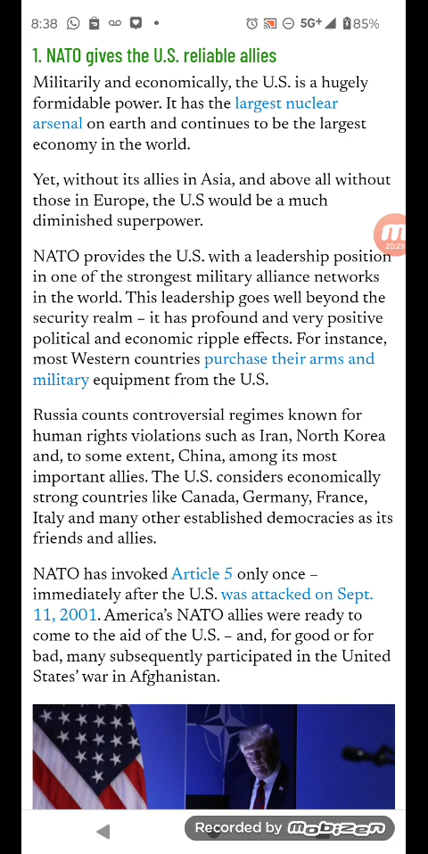 8:38
5G+ 85%
1. NATO gives the U.S. reliable allies
Militarily and economically, the U.S. is a hugely
formidable power. It has the largest nuclear
arsenal on earth and continues to be the largest
economy in the world.
Yet, without its allies in Asia, and above all without
those in Europe, the U.S would be a much
diminished superpower.
20:29
NATO provides the U.S. with a leadership position
in one of the strongest military alliance networks
in the world. This leadership goes well beyond the
security realm – it has profound and very positive
political and economic ripple effects. For instance,
most Western countries purchase their arms and
military equipment from the U.S.
Russia counts controversial regimes known for
human rights violations such as Iran, North Korea
and, to some extent, China, among its most
important allies. The U.S. considers economically
strong countries like Canada, Germany, France,
Italy and many other established democracies as its
friends and allies.
NATO has invoked Article 5 only once –
immediately after the U.S. was attacked on Sept.
11, 2001. America’s NATO allies were ready to
come to the aid of the U.S. – and, for good or for
bad, many subsequently participated in the United
States’ war in Afghanistan.
Recorded by mobizen